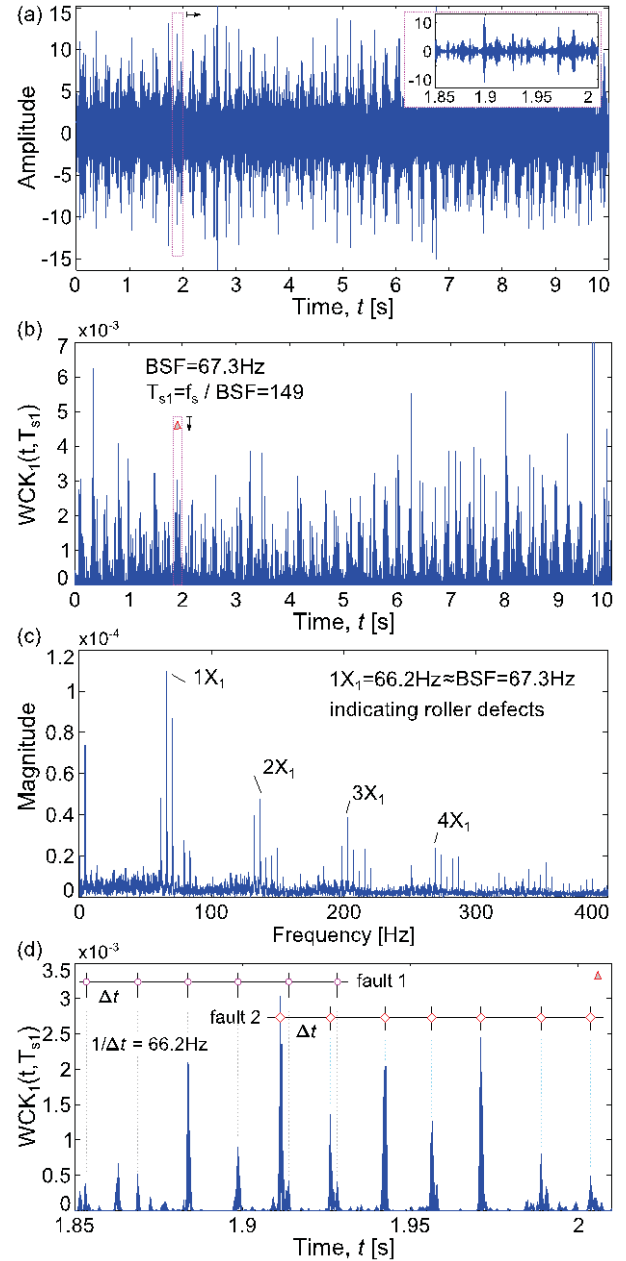 (a)
15
10
5
0
-5
-10
-15
Amplitude
0 1 2 3 4 5 6 7 8 9 10
Time, t [s]
10
0
-10
1.85 1.9 1.95 2
(b)
x10⁻³
7
6
5
4
3
2
1
0
WCK₁(t,Tₛ₁)
BSF=67.3Hz
Tₛ₁=fₛ / BSF=149
0 1 2 3 4 5 6 7 8 9 10
Time, t [s]
(c)
x10⁻⁴
1.2
1
0.8
0.6
0.4
0.2
0
Magnitude
1X₁
1X₁=66.2Hz≈BSF=67.3Hz
indicating roller defects
2X₁
3X₁
4X₁
0 100 200 300 400
Frequency [Hz]
(d)
x10⁻³
3.5
3
2.5
2
1.5
1
0.5
0
WCK₁(t,Tₛ₁)
fault 1
Δt
fault 2
Δt
1/Δt = 66.2Hz
1.85 1.9 1.95 2
Time, t [s]